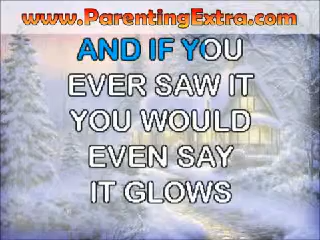 www.ParentingExtra.com
AND IF YOU
EVER SAW IT
YOU WOULD
EVEN SAY
IT GLOWS